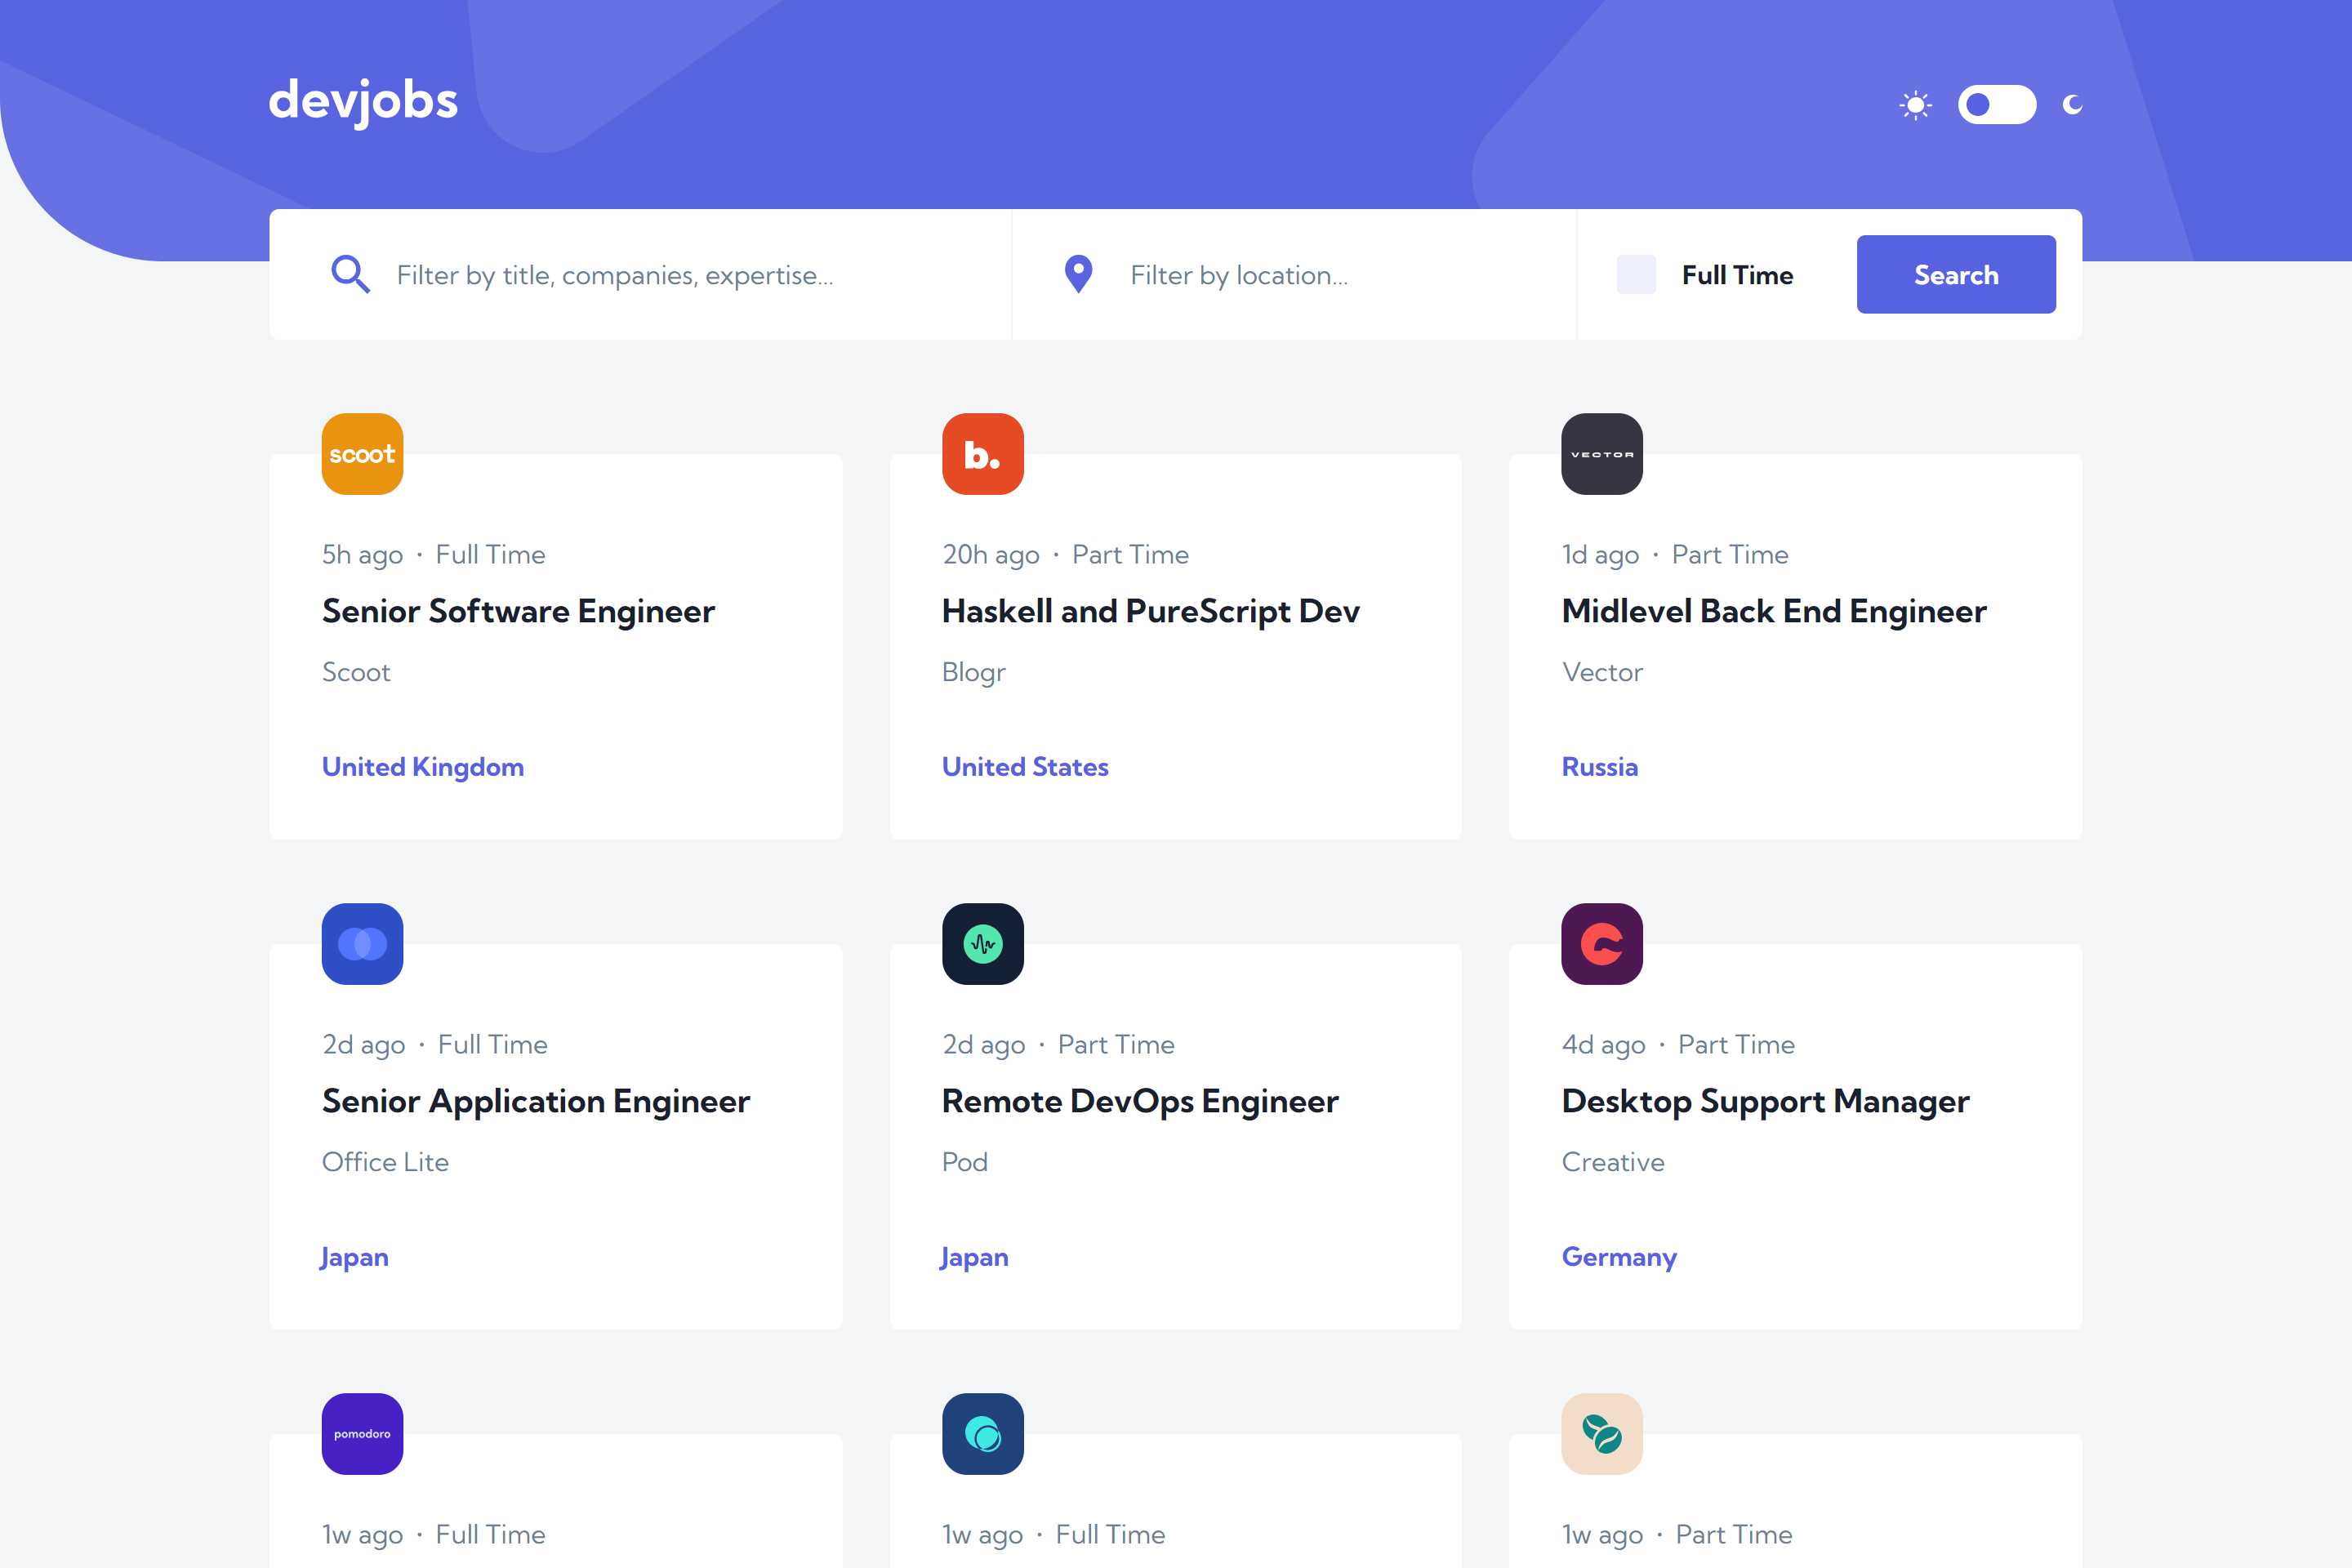 devjobs
Filter by title, companies, expertise...
Filter by location...
Full Time
Search
scoot
5h ago · Full Time
Senior Software Engineer
Scoot
United Kingdom
b.
20h ago · Part Time
Haskell and PureScript Dev
Blogr
United States
VECTOR
1d ago · Part Time
Midlevel Back End Engineer
Vector
Russia
2d ago · Full Time
Senior Application Engineer
Office Lite
Japan
2d ago · Part Time
Remote DevOps Engineer
Pod
Japan
4d ago · Part Time
Desktop Support Manager
Creative
Germany
pomodoro
1w ago · Full Time
1w ago · Full Time
1w ago · Part Time